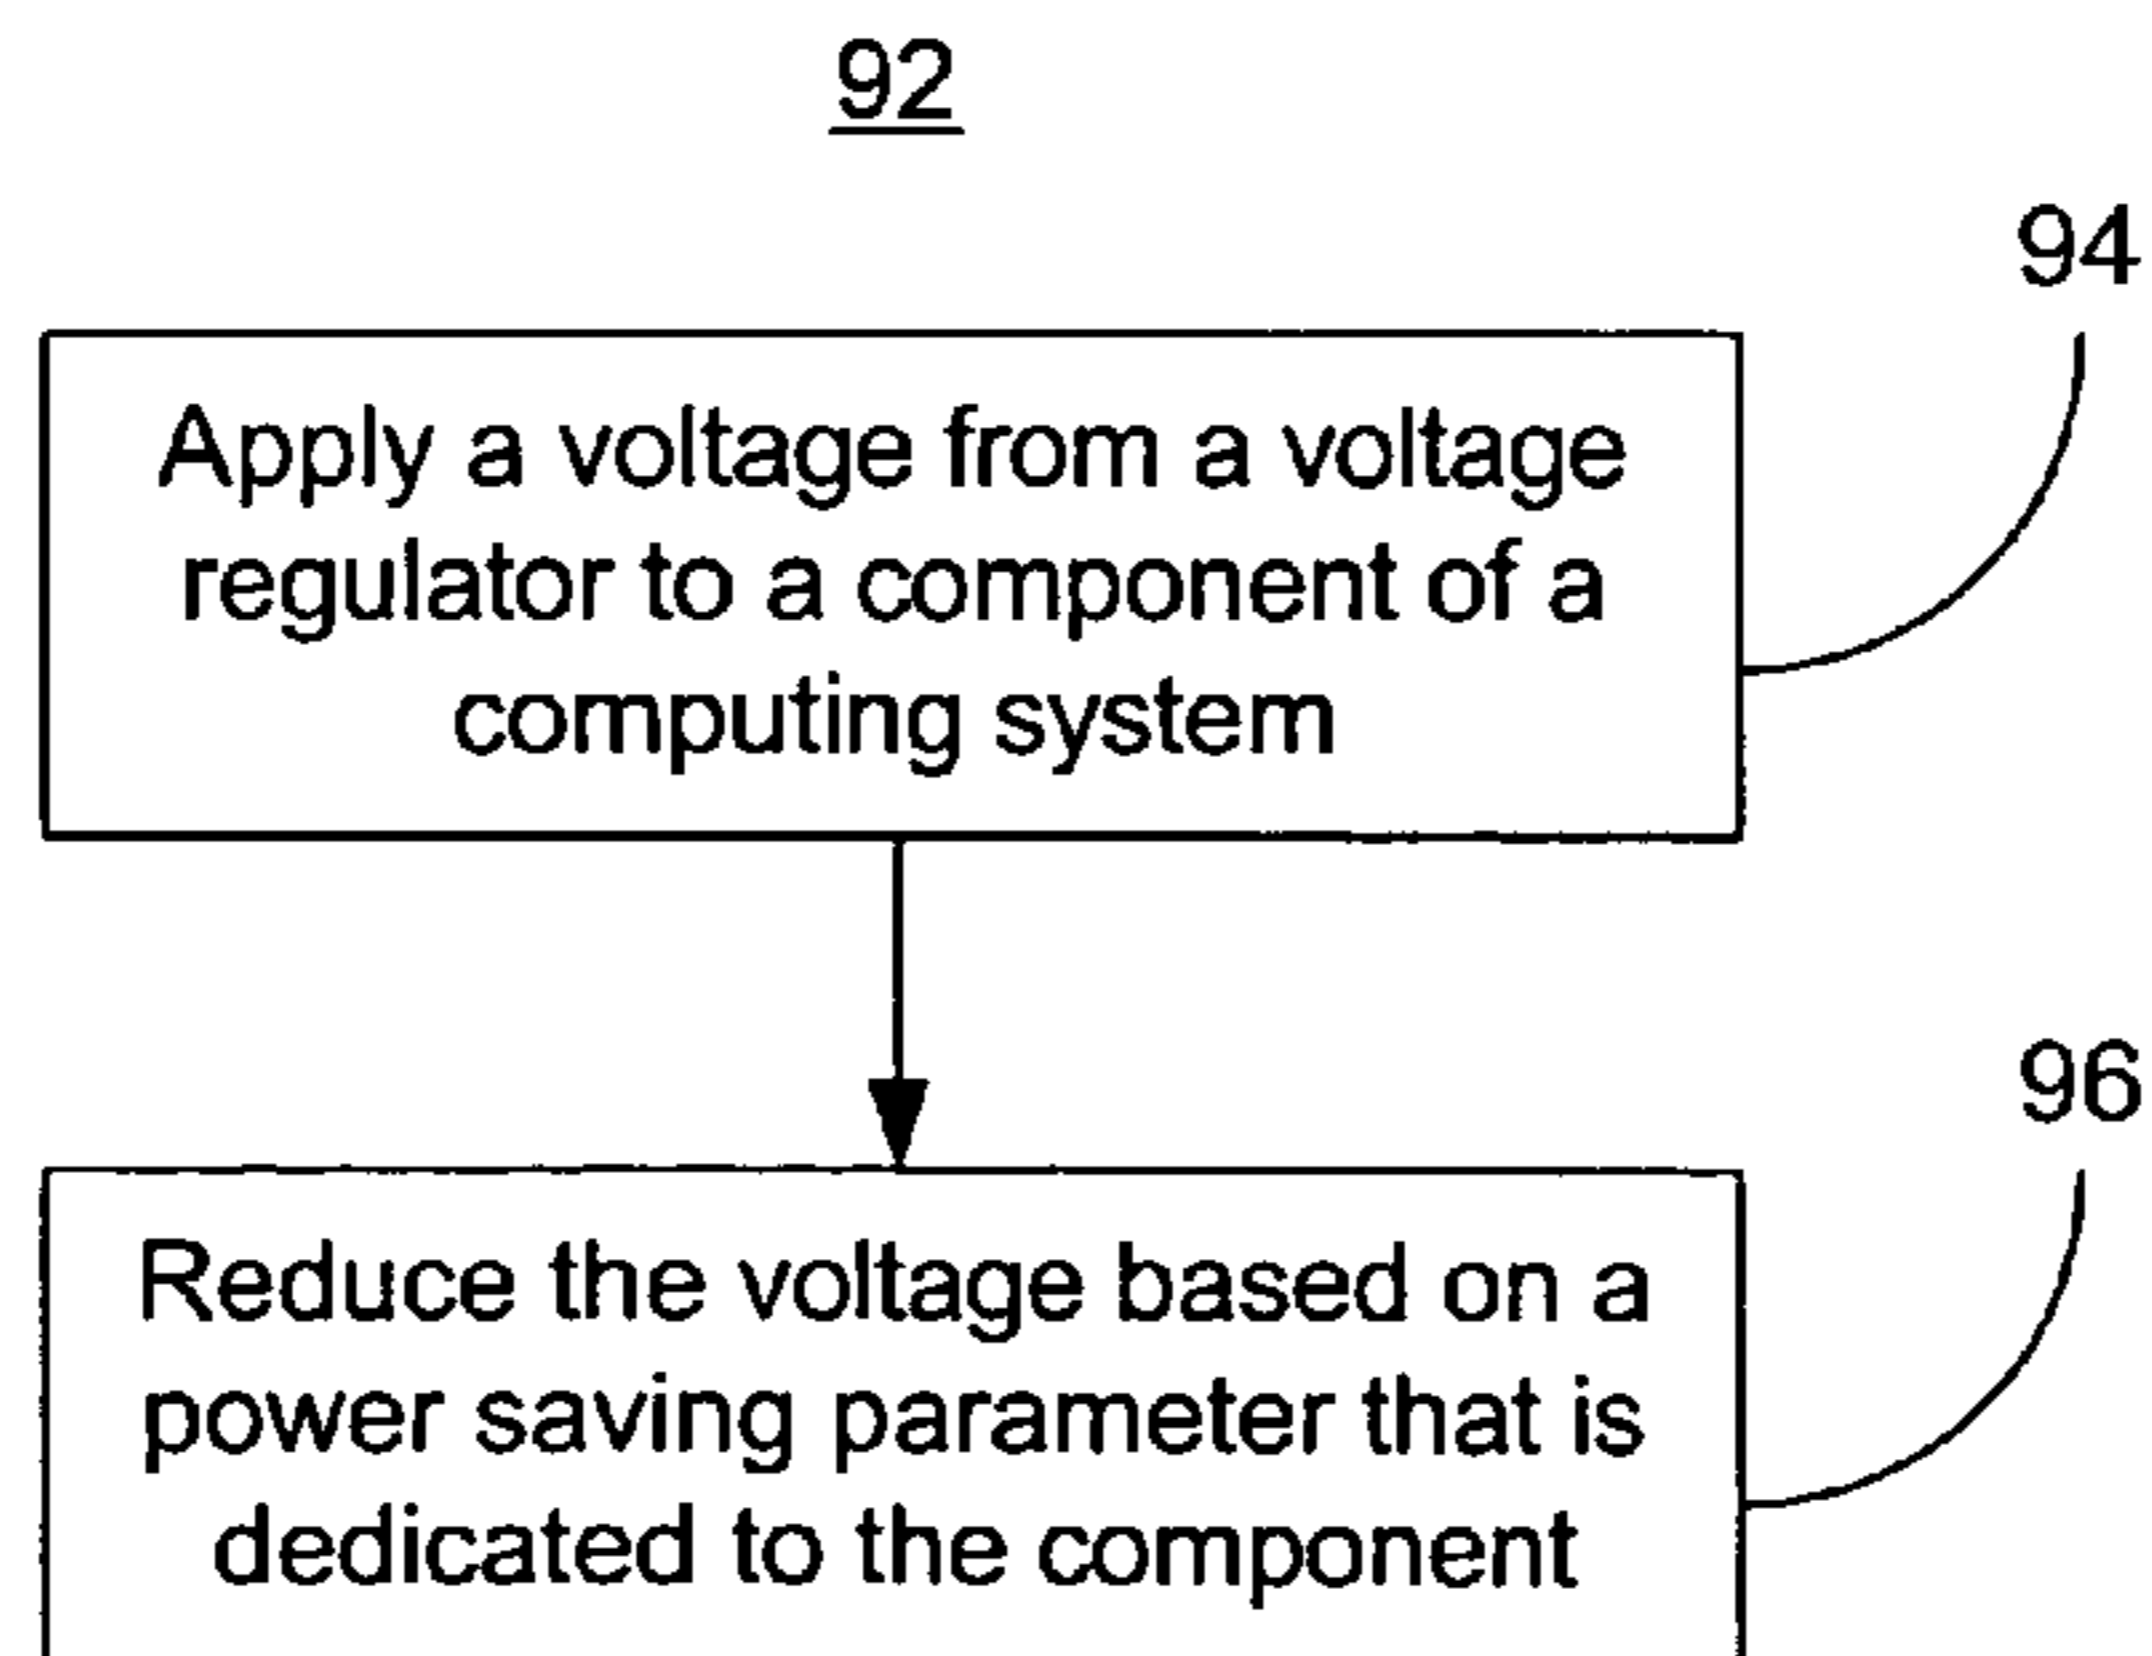 92
94
Apply a voltage from a voltage
regulator to a component of a
computing system
96
Reduce the voltage based on a
power saving parameter that is
dedicated to the component